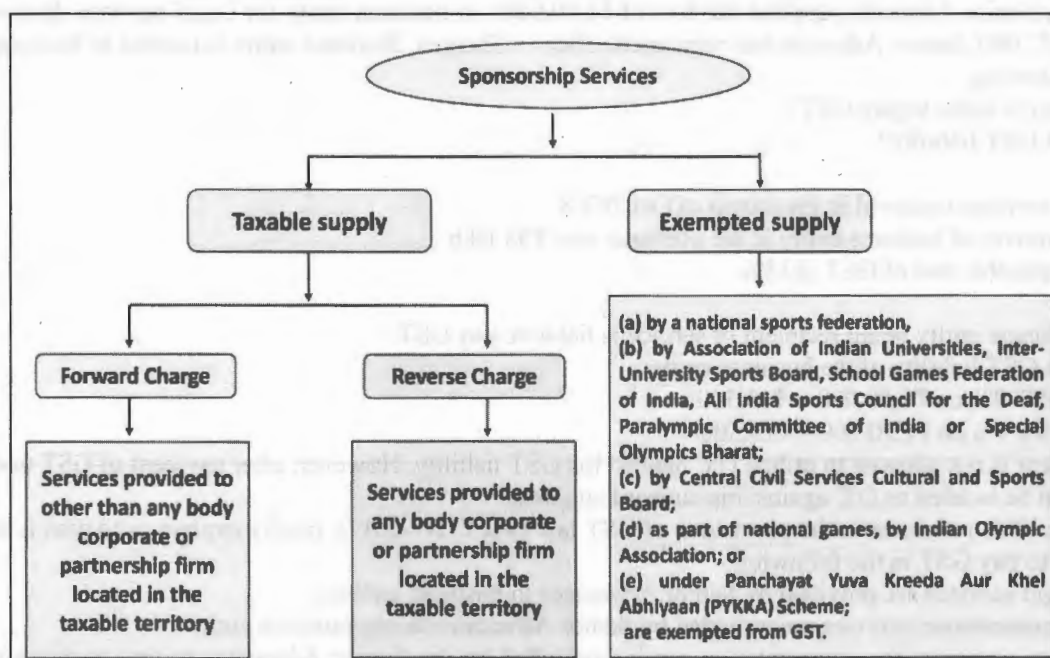 Sponsorship Services
Taxable supply
Exempted supply
Forward Charge
Reverse Charge
Services provided to
other than any body
corporate or
partnership firm
located in the
taxable territory
Services provided to
any body corporate
or partnership firm
located in the
taxable territory
(a) by a national sports federation,
(b) by Association of Indian Universities, Inter-
University Sports Board, School Games Federation
of India, All India Sports Council for the Deaf,
Paralympic Committee of India or Special
Olympics Bharat;
(c) by Central Civil Services Cultural and Sports
Board;
(d) as part of national games, by Indian Olympic
Association; or
(e) under Panchayat Yuva Kreeda Aur Khel
Abhiyaan (PYKKA) Scheme;
are exempted from GST.